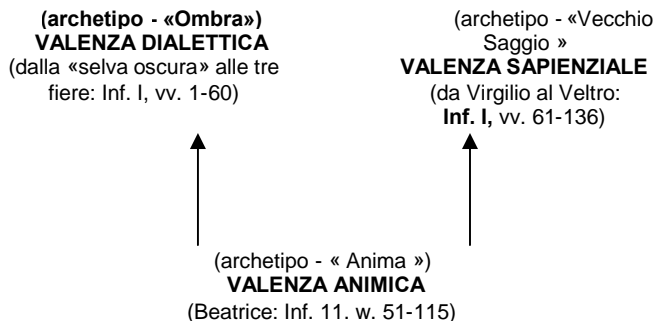 (archetipo - «Ombra»)
VALENZA DIALETTICA
(dalla «selva oscura» alle tre
fiere: Inf. I, vv. 1-60)
(archetipo - «Vecchio
Saggio »
VALENZA SAPIENZIALE
(da Virgilio al Veltro:
Inf. I, vv. 61-136)
(archetipo - « Anima »)
VALENZA ANIMICA
(Beatrice: Inf. 11. w. 51-115)